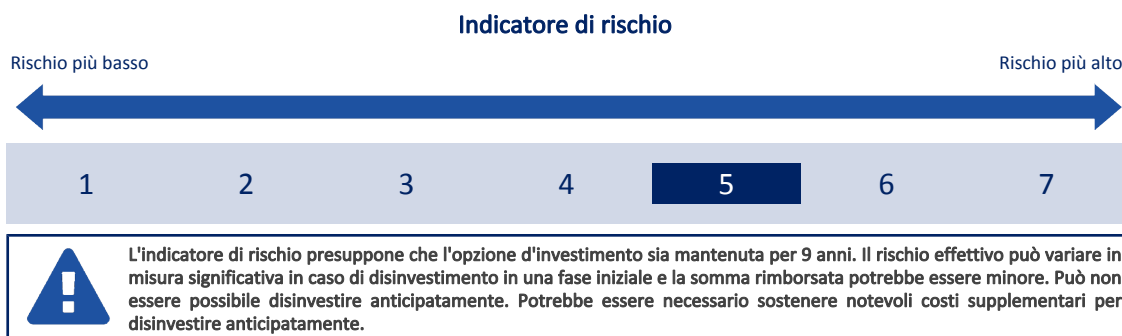 Indicatore di rischio
Rischio più basso
Rischio più alto
1 2 3 4 5 6 7
L'indicatore di rischio presuppone che l'opzione d'investimento sia mantenuta per 9 anni. Il rischio effettivo può variare in
misura significativa in caso di disinvestimento in una fase iniziale e la somma rimborsata potrebbe essere minore. Può non
essere possibile disinvestire anticipatamente. Potrebbe essere necessario sostenere notevoli costi supplementari per
disinvestire anticipatamente.